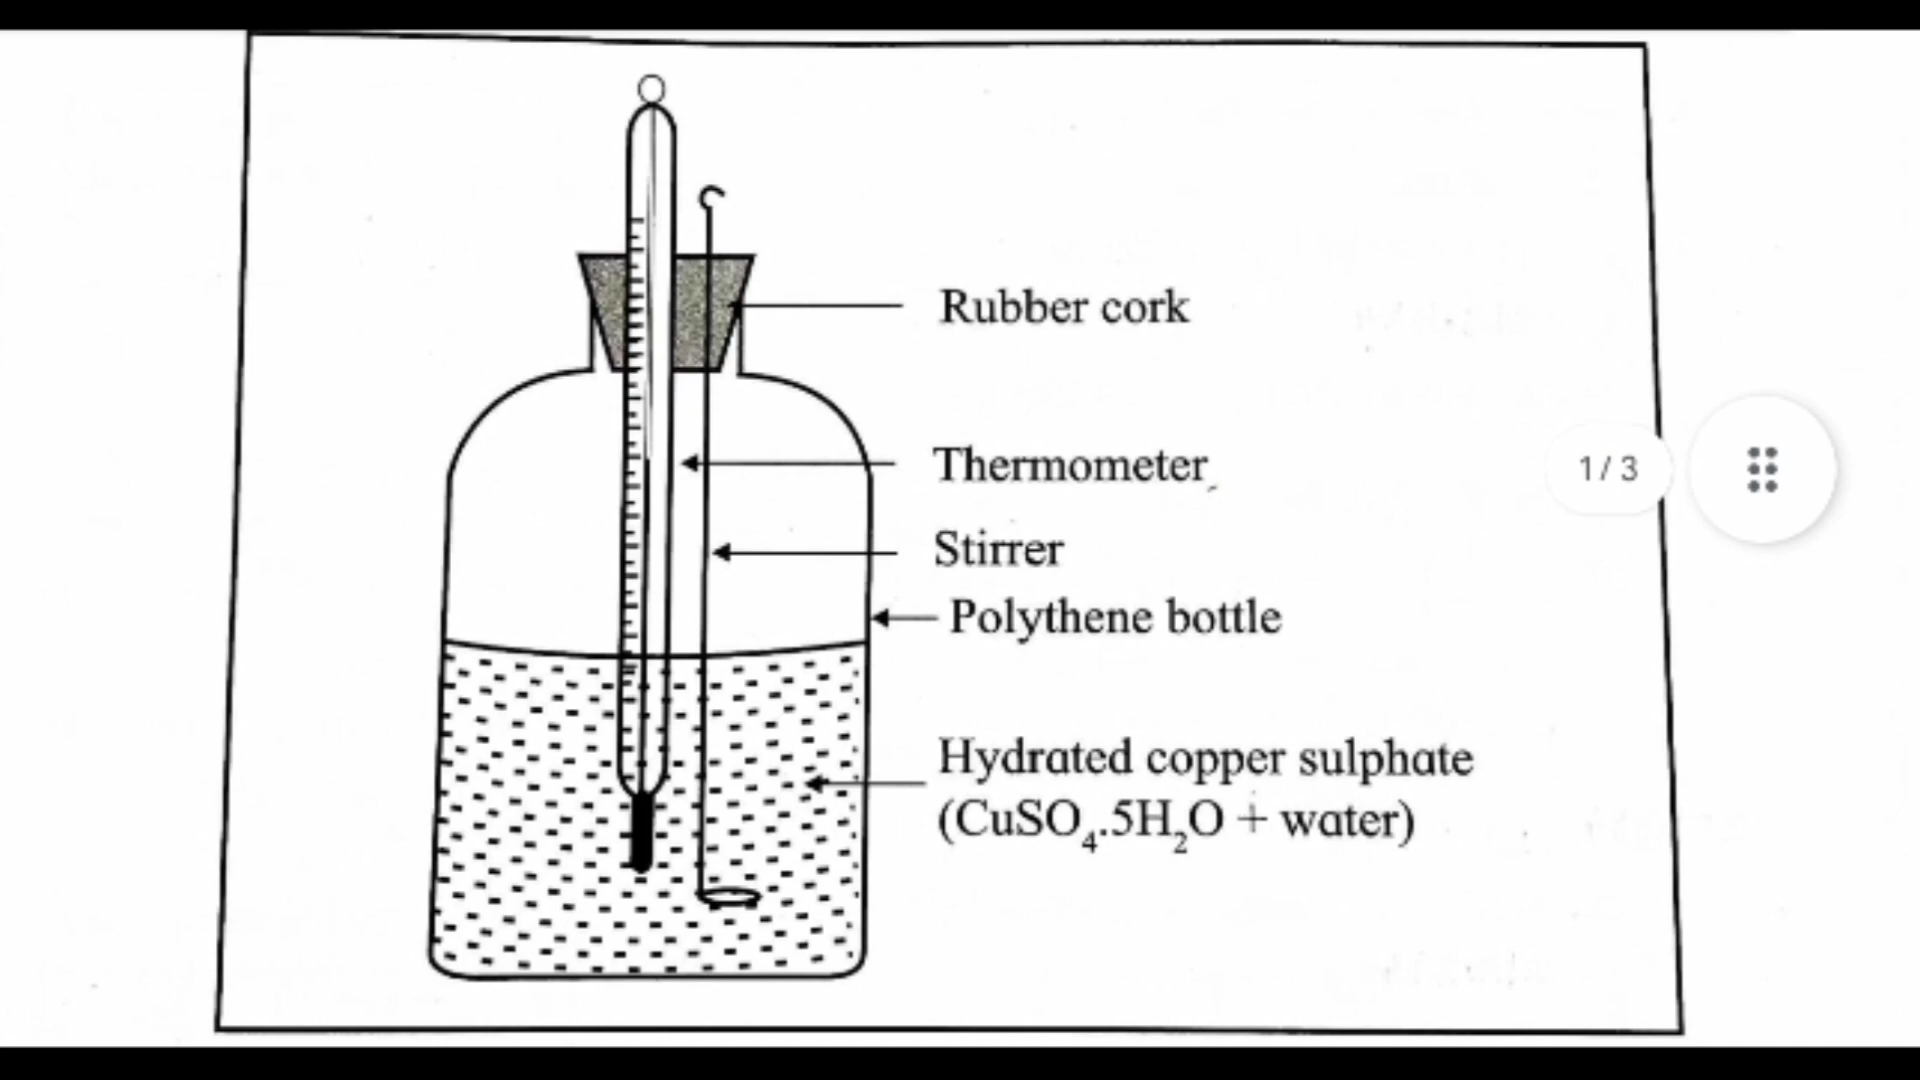 Rubber cork
Thermometer
Stirrer
Polythene bottle
Hydrated copper sulphate
(CuSO₄.5H₂O + water)
1 / 3